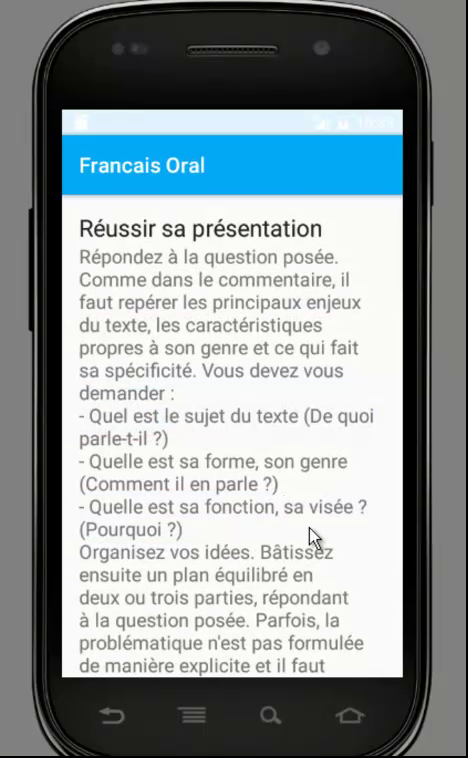 Francais Oral
Réussir sa présentation
Répondez à la question posée.
Comme dans le commentaire, il
faut repérer les principaux enjeux
du texte, les caractéristiques
propres à son genre et ce qui fait
sa spécificité. Vous devez vous
demander :
- Quel est le sujet du texte (De quoi
parle-t-il ?)
- Quelle est sa forme, son genre
(Comment il en parle ?)
- Quelle est sa fonction, sa visée ?
(Pourquoi ?)
Organisez vos idées. Bâtissez
ensuite un plan équilibré en
deux ou trois parties, répondant
à la question posée. Parfois, la
problématique n'est pas formulée
de manière explicite et il faut